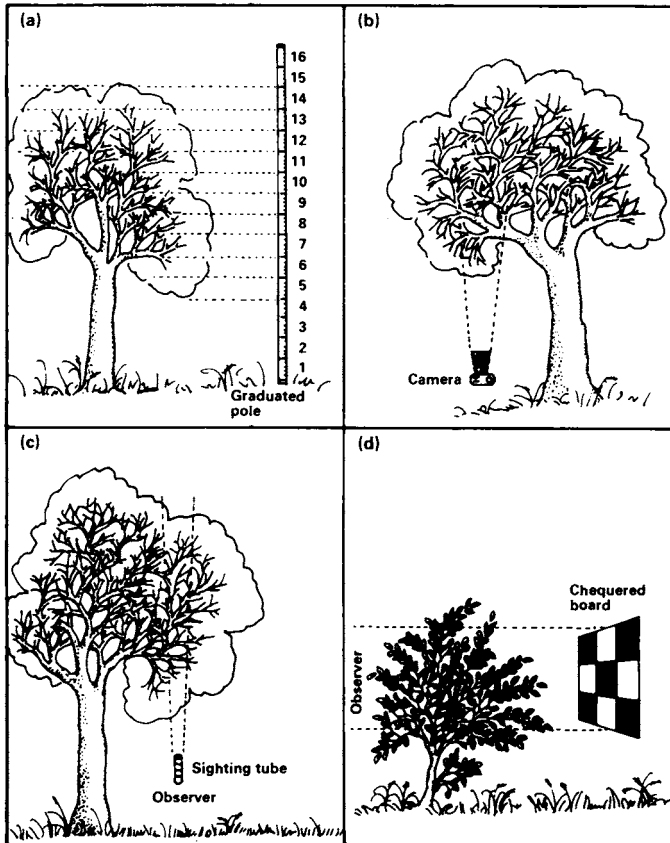 (a)
16
15
14
13
12
11
10
9
8
7
6
5
4
3
2
1
Graduated
pole
(b)
Camera
(c)
Sighting tube
Observer
(d)
Chequered
board
Observer